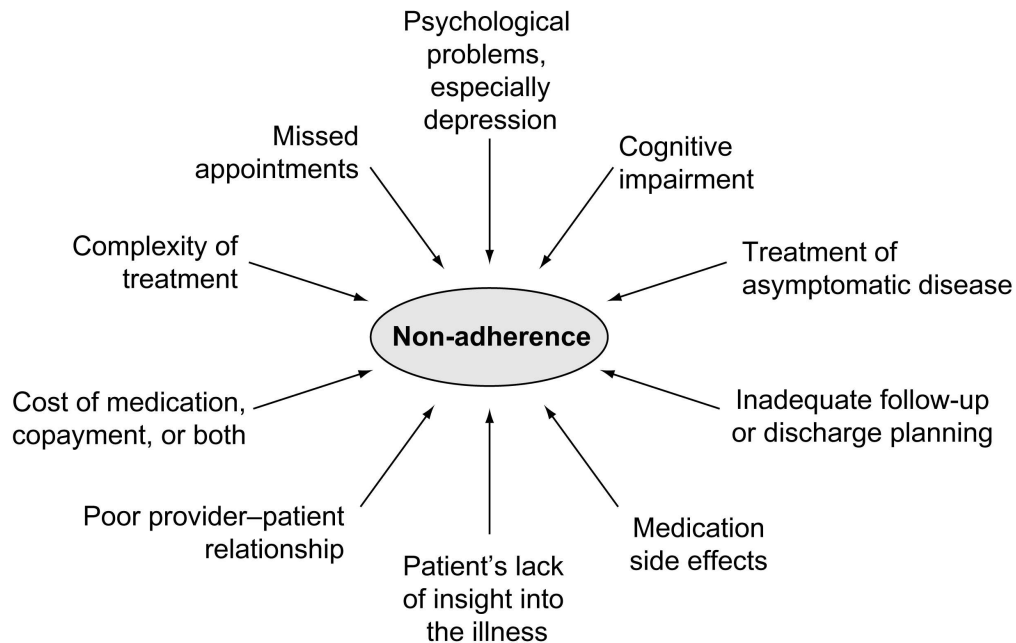 Psychological
problems,
especially
depression
Missed
appointments
Cognitive
impairment
Complexity of
treatment
Treatment of
asymptomatic disease
Non-adherence
Cost of medication,
copayment, or both
Inadequate follow-up
or discharge planning
Poor provider–patient
relationship
Medication
side effects
Patient’s lack
of insight into
the illness